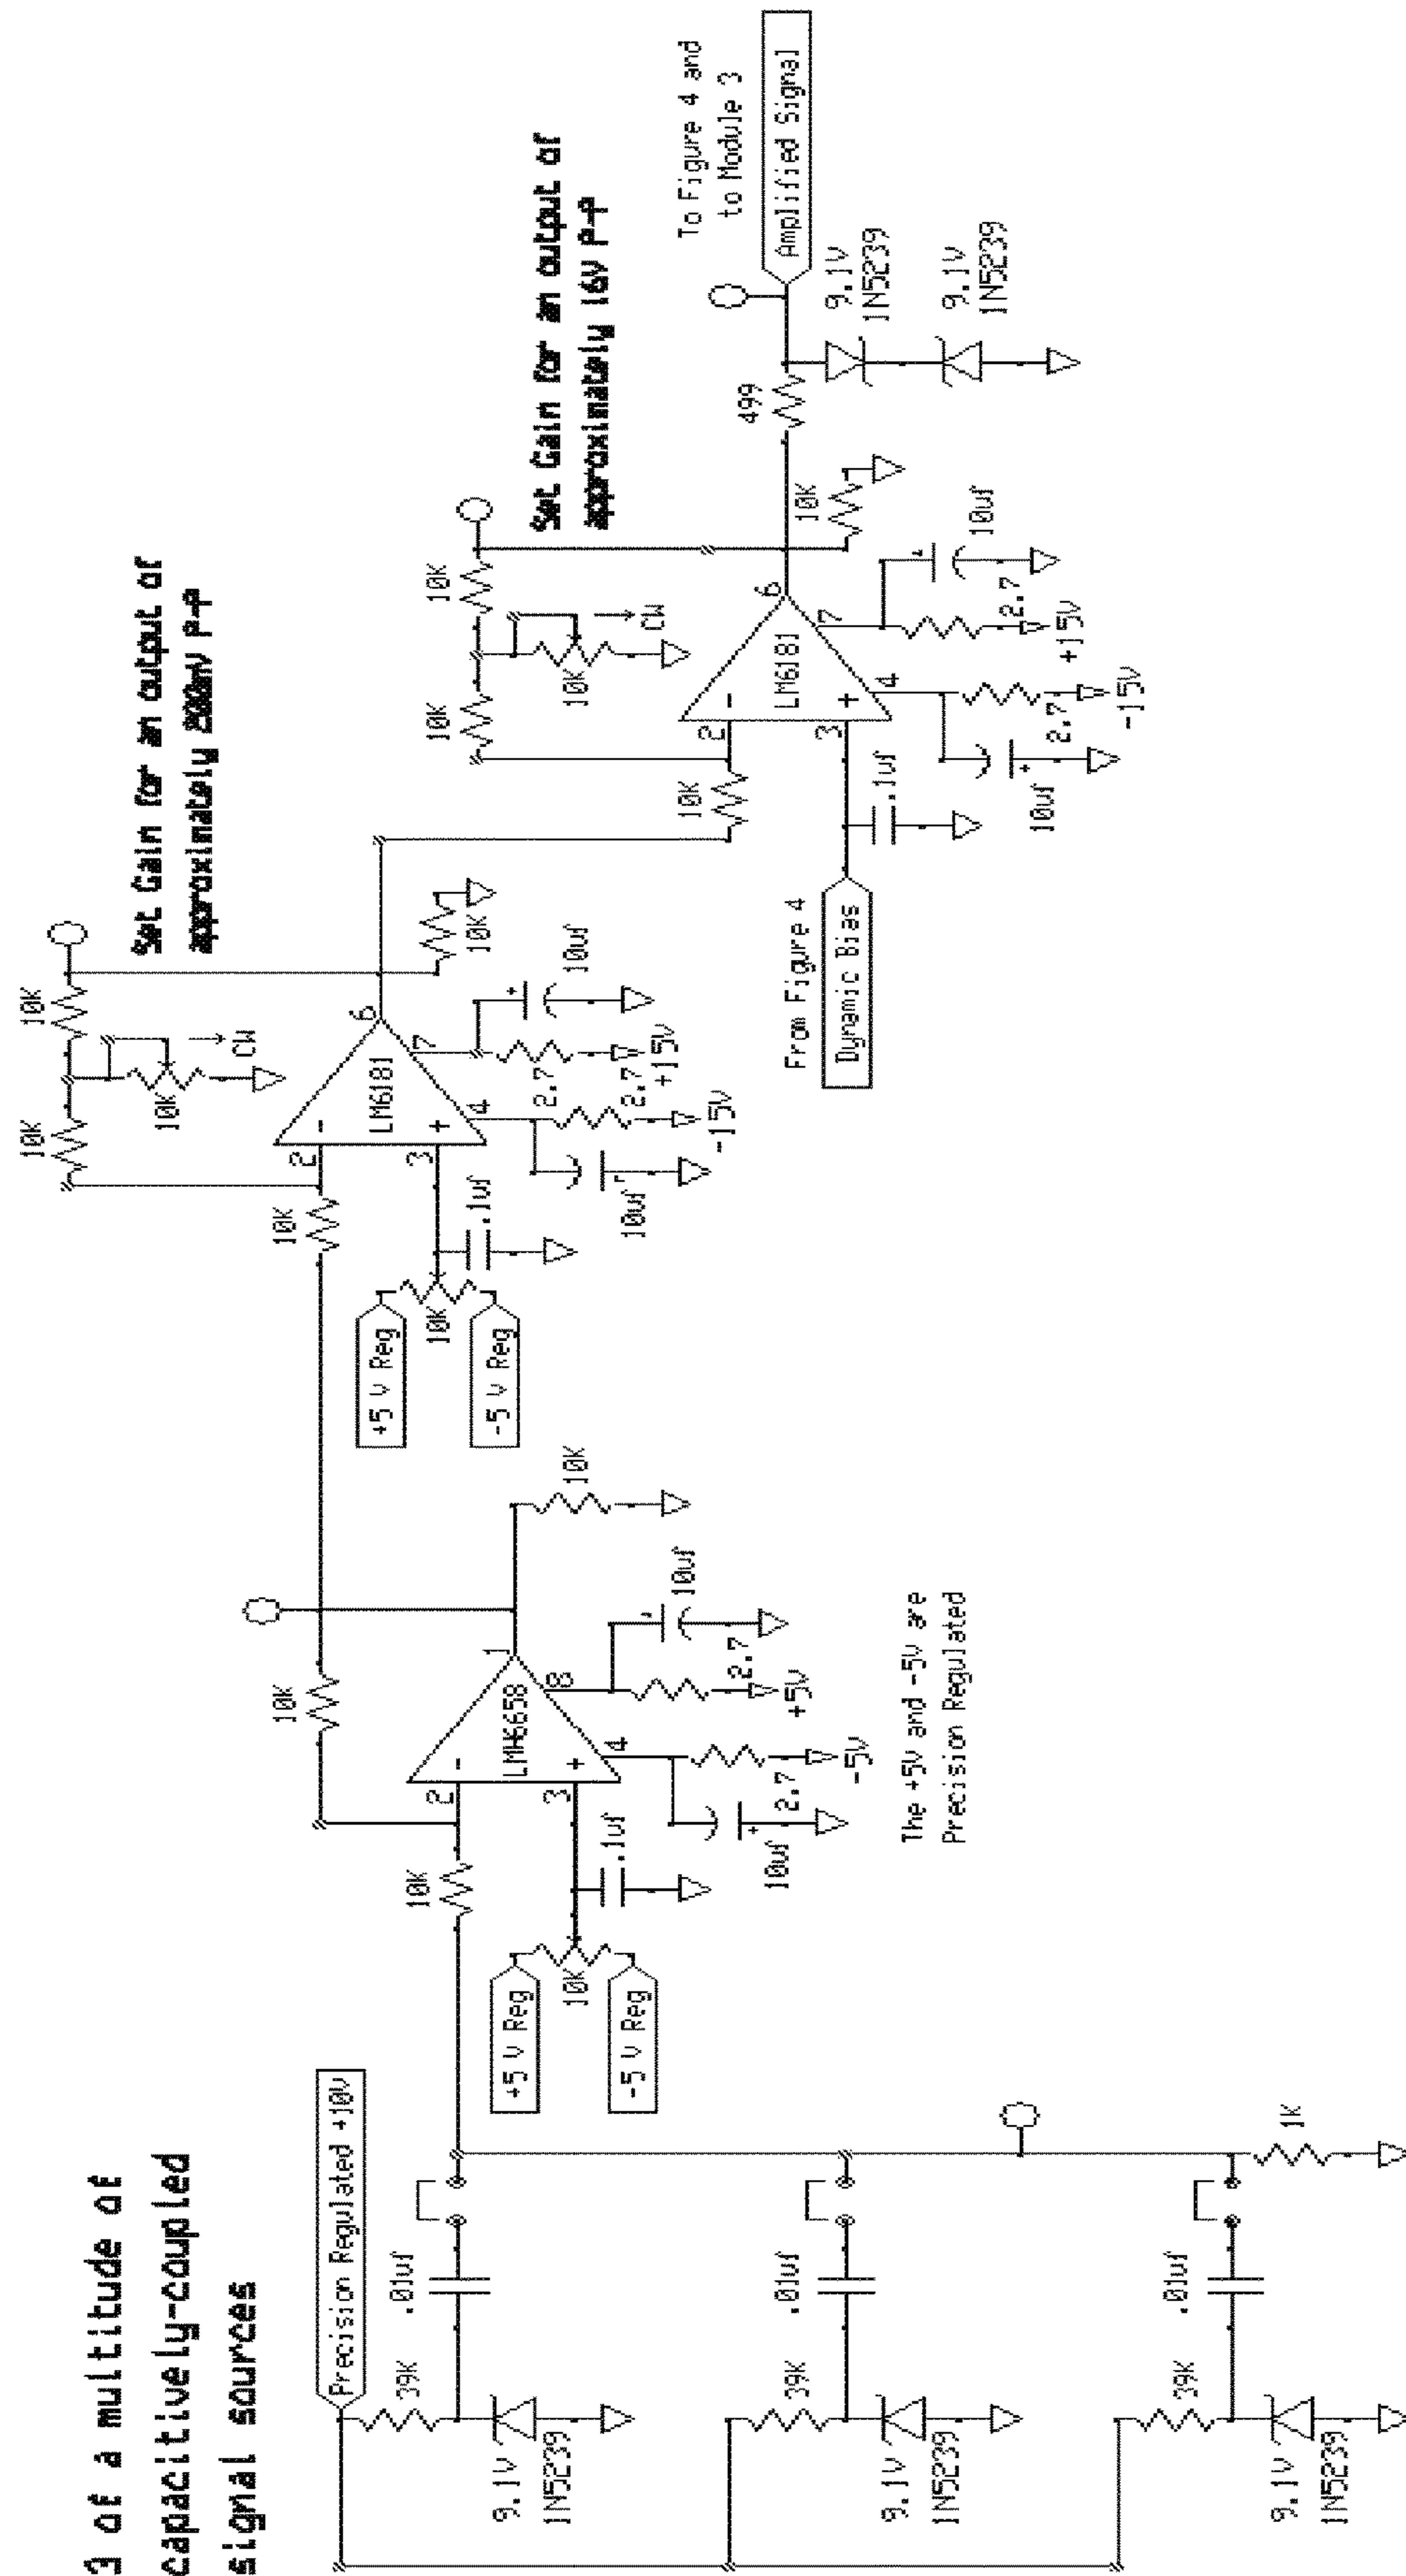 3 of a multitude of
capacitively-coupled
signal sources
Precision Regulated +10V
39K
.01uf
9.1V
1N5239
39K
.01uf
9.1V
1N5239
39K
.01uf
9.1V
1N5239
1K
+5 V Reg
10K
-5 V Reg
.1uf
10K
10K
2
3
LMH6658
1
8
4
10K
10uf
2.7
+5V
2.7
-5V
10uf
The +5V and -5V are
Precision Regulated
+5 V Reg
10K
-5 V Reg
.1uf
10K
10K
10K
10K
CW
2
3
LM6181
6
7
4
10K
10uf
2.7
+15V
2.7
-15V
10uf
Set Gain for an output of
approximately 200mV P-P
From Figure 4
Dynamic Bias
.1uf
10K
10K
10K
10K
CW
2
3
LM6181
6
7
4
10K
10uf
2.7
+15V
2.7
-15V
10uf
Set Gain for an output of
approximately 16V P-P
499
To Figure 4 and
to Module 3
Amplified Signal
9.1V
1N5239
9.1V
1N5239